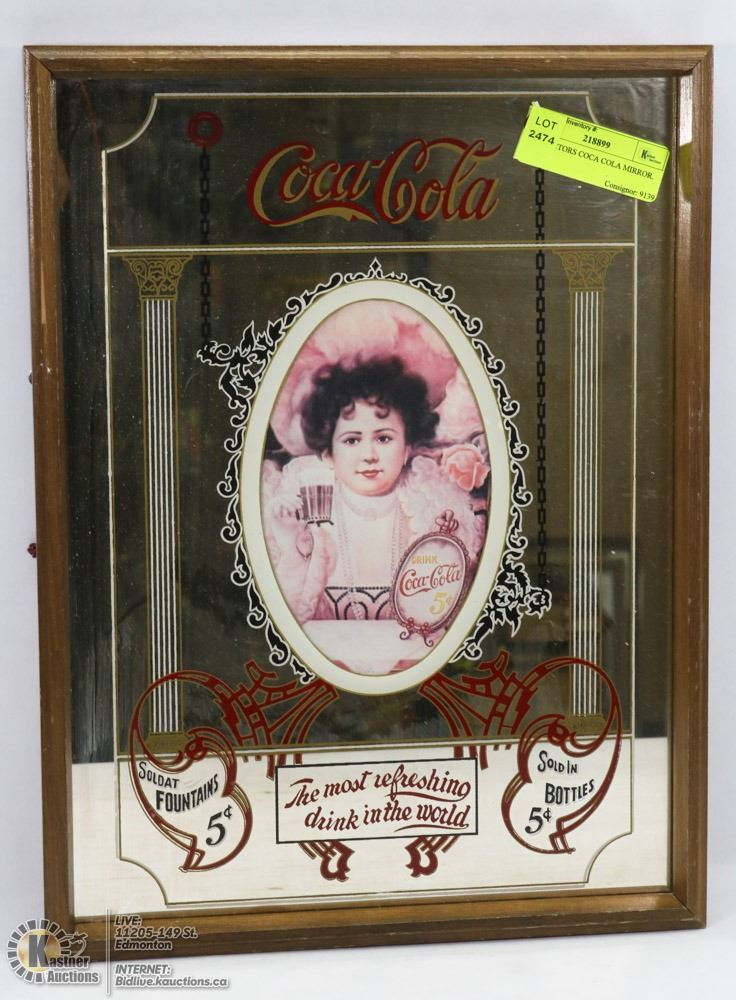 LOT
2474
Inventory #:
218899
TORS COCA COLA MIRROR.
Consignor: 9139
Coca-Cola
DRINK
Coca-Cola
5¢
SOLD AT
FOUNTAINS
5¢
The most refreshing
drink in the world
SOLD IN
BOTTLES
5¢
Kastner
Auctions
LIVE:
11205-149 St.
Edmonton
INTERNET:
Bidlive.kauctions.ca